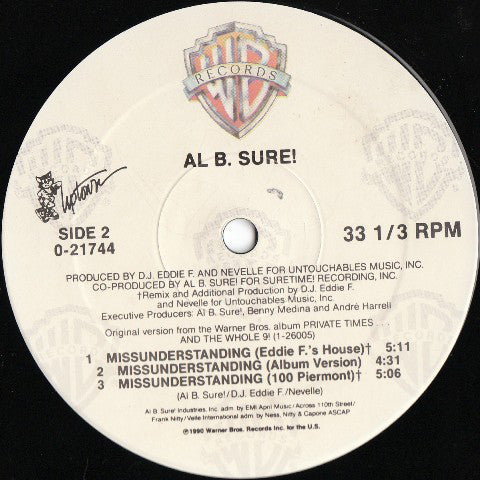 WB
RECORDS
AL B. SURE!
Uptown
SIDE 2
0-21744
33 1/3 RPM
PRODUCED BY D.J. EDDIE F. AND NEVELLE FOR UNTOUCHABLES MUSIC, INC.
CO-PRODUCED BY AL B. SURE! FOR SURETIME! RECORDING, INC.
†Remix and Additional Production by D.J. Eddie F.
and Nevelle for Untouchables Music, Inc.
Executive Producers: Al B. Sure!, Benny Medina and André Harrell
Original version from the Warner Bros. album PRIVATE TIMES . . .
AND THE WHOLE 9! (1-26005)
1 MISSUNDERSTANDING (Eddie F.'s House)† 5:11
2 MISSUNDERSTANDING (Album Version) 4:31
3 MISSUNDERSTANDING (100 Piermont)† 5:06
(Al B. Sure!/D.J. Eddie F./Nevelle)
Al B. Sure! Industries, Inc. adm. by EMI April Music/Across 110th Street/
Frank Nitty/Velle International adm. by Ness, Nitty & Capone ASCAP
℗©1990 Warner Bros. Records Inc. for the U.S.